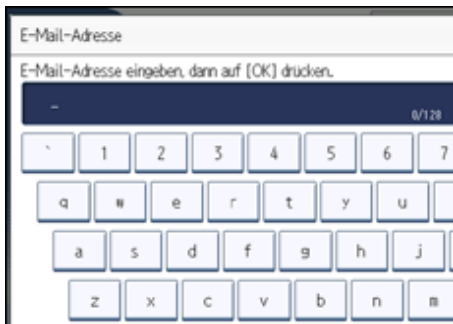 E-Mail-Adresse
E-Mail-Adresse eingeben, dann auf [OK] drücken.
_
0/128
` 1 2 3 4 5 6 7
q w e r t y u
a s d f g h j
z x c v b n m